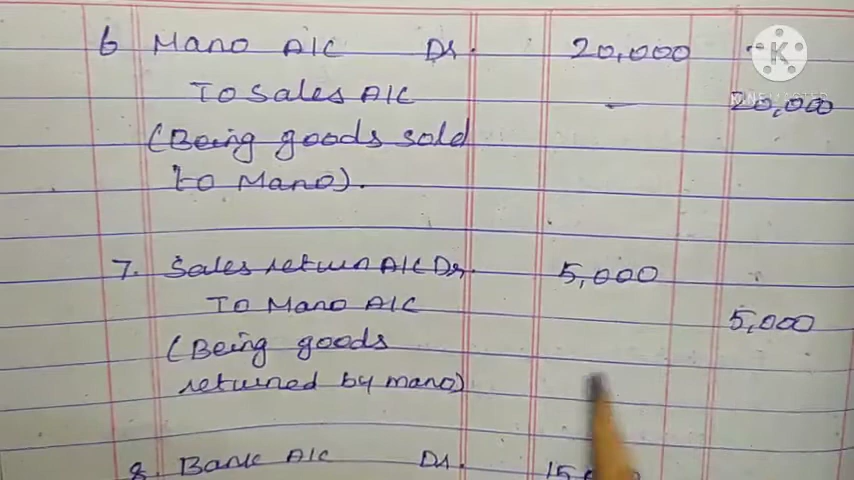 6 Mano A/C Dr. 20,000
To Sales A/C 20,000
(Being goods sold
to Mano).
7. Sales return A/C Dr. 5,000
To Mano A/C 5,000
(Being goods
returned by mano)
8. Bank A/C Dr.
K